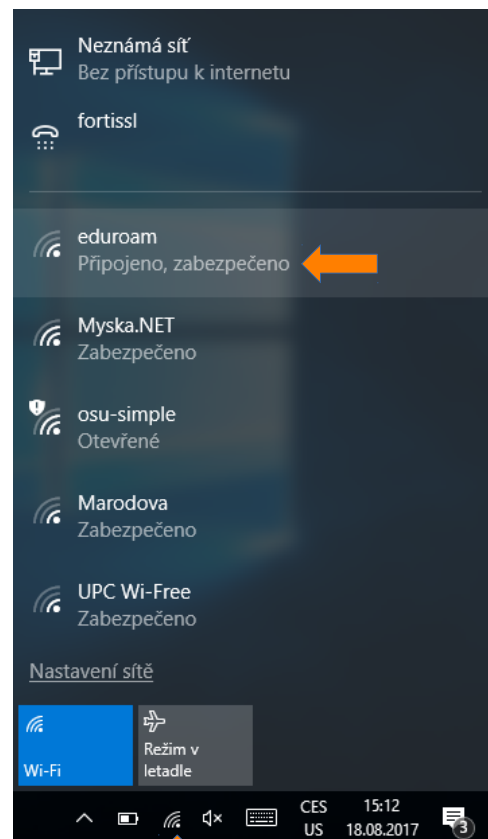 Neznámá síť
Bez přístupu k internetu
fortissl
eduroam
Připojeno, zabezpečeno
Myska.NET
Zabezpečeno
osu-simple
Otevřené
Marodova
Zabezpečeno
UPC Wi-Free
Zabezpečeno
Nastavení sítě
Wi-Fi
Režim v
letadle
CES
US
15:12
18.08.2017
3